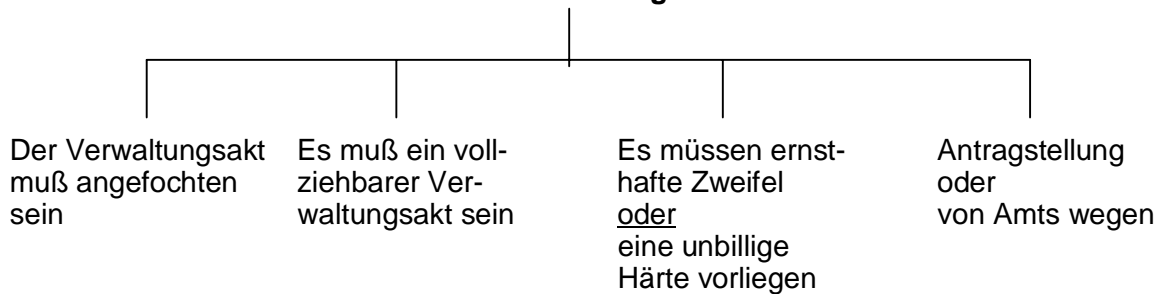 Der Verwaltungsakt
muß angefochten
sein
Es muß ein voll-
ziehbarer Ver-
waltungsakt sein
Es müssen ernst-
hafte Zweifel
oder
eine unbillige
Härte vorliegen
Antragstellung
oder
von Amts wegen